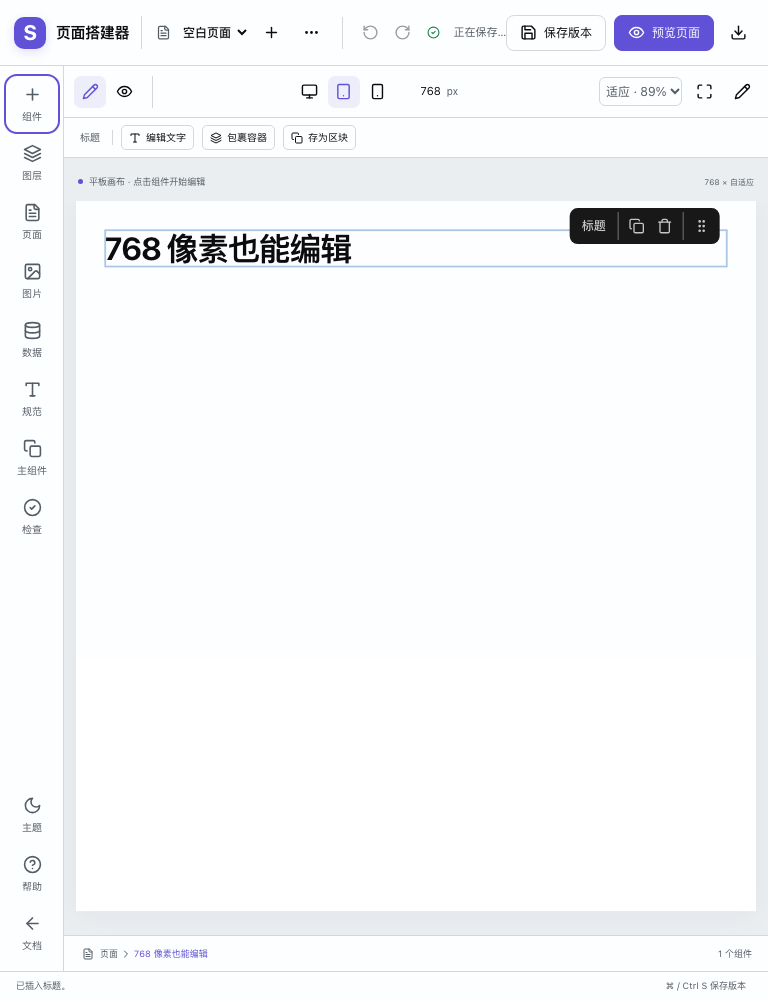 S 页面搭建器 空白页面 正在保存... 保存版本 预览页面
768 px 适应 · 89%
标题 编辑文字 包裹容器 存为区块
平板画布 · 点击组件开始编辑 768 × 自适应
组件
图层
页面
图片
数据
规范
主组件
检查
主题
帮助
文档
标题
768 像素也能编辑
页面 768 像素也能编辑 1 个组件
已插入标题。 ⌘ / Ctrl S 保存版本